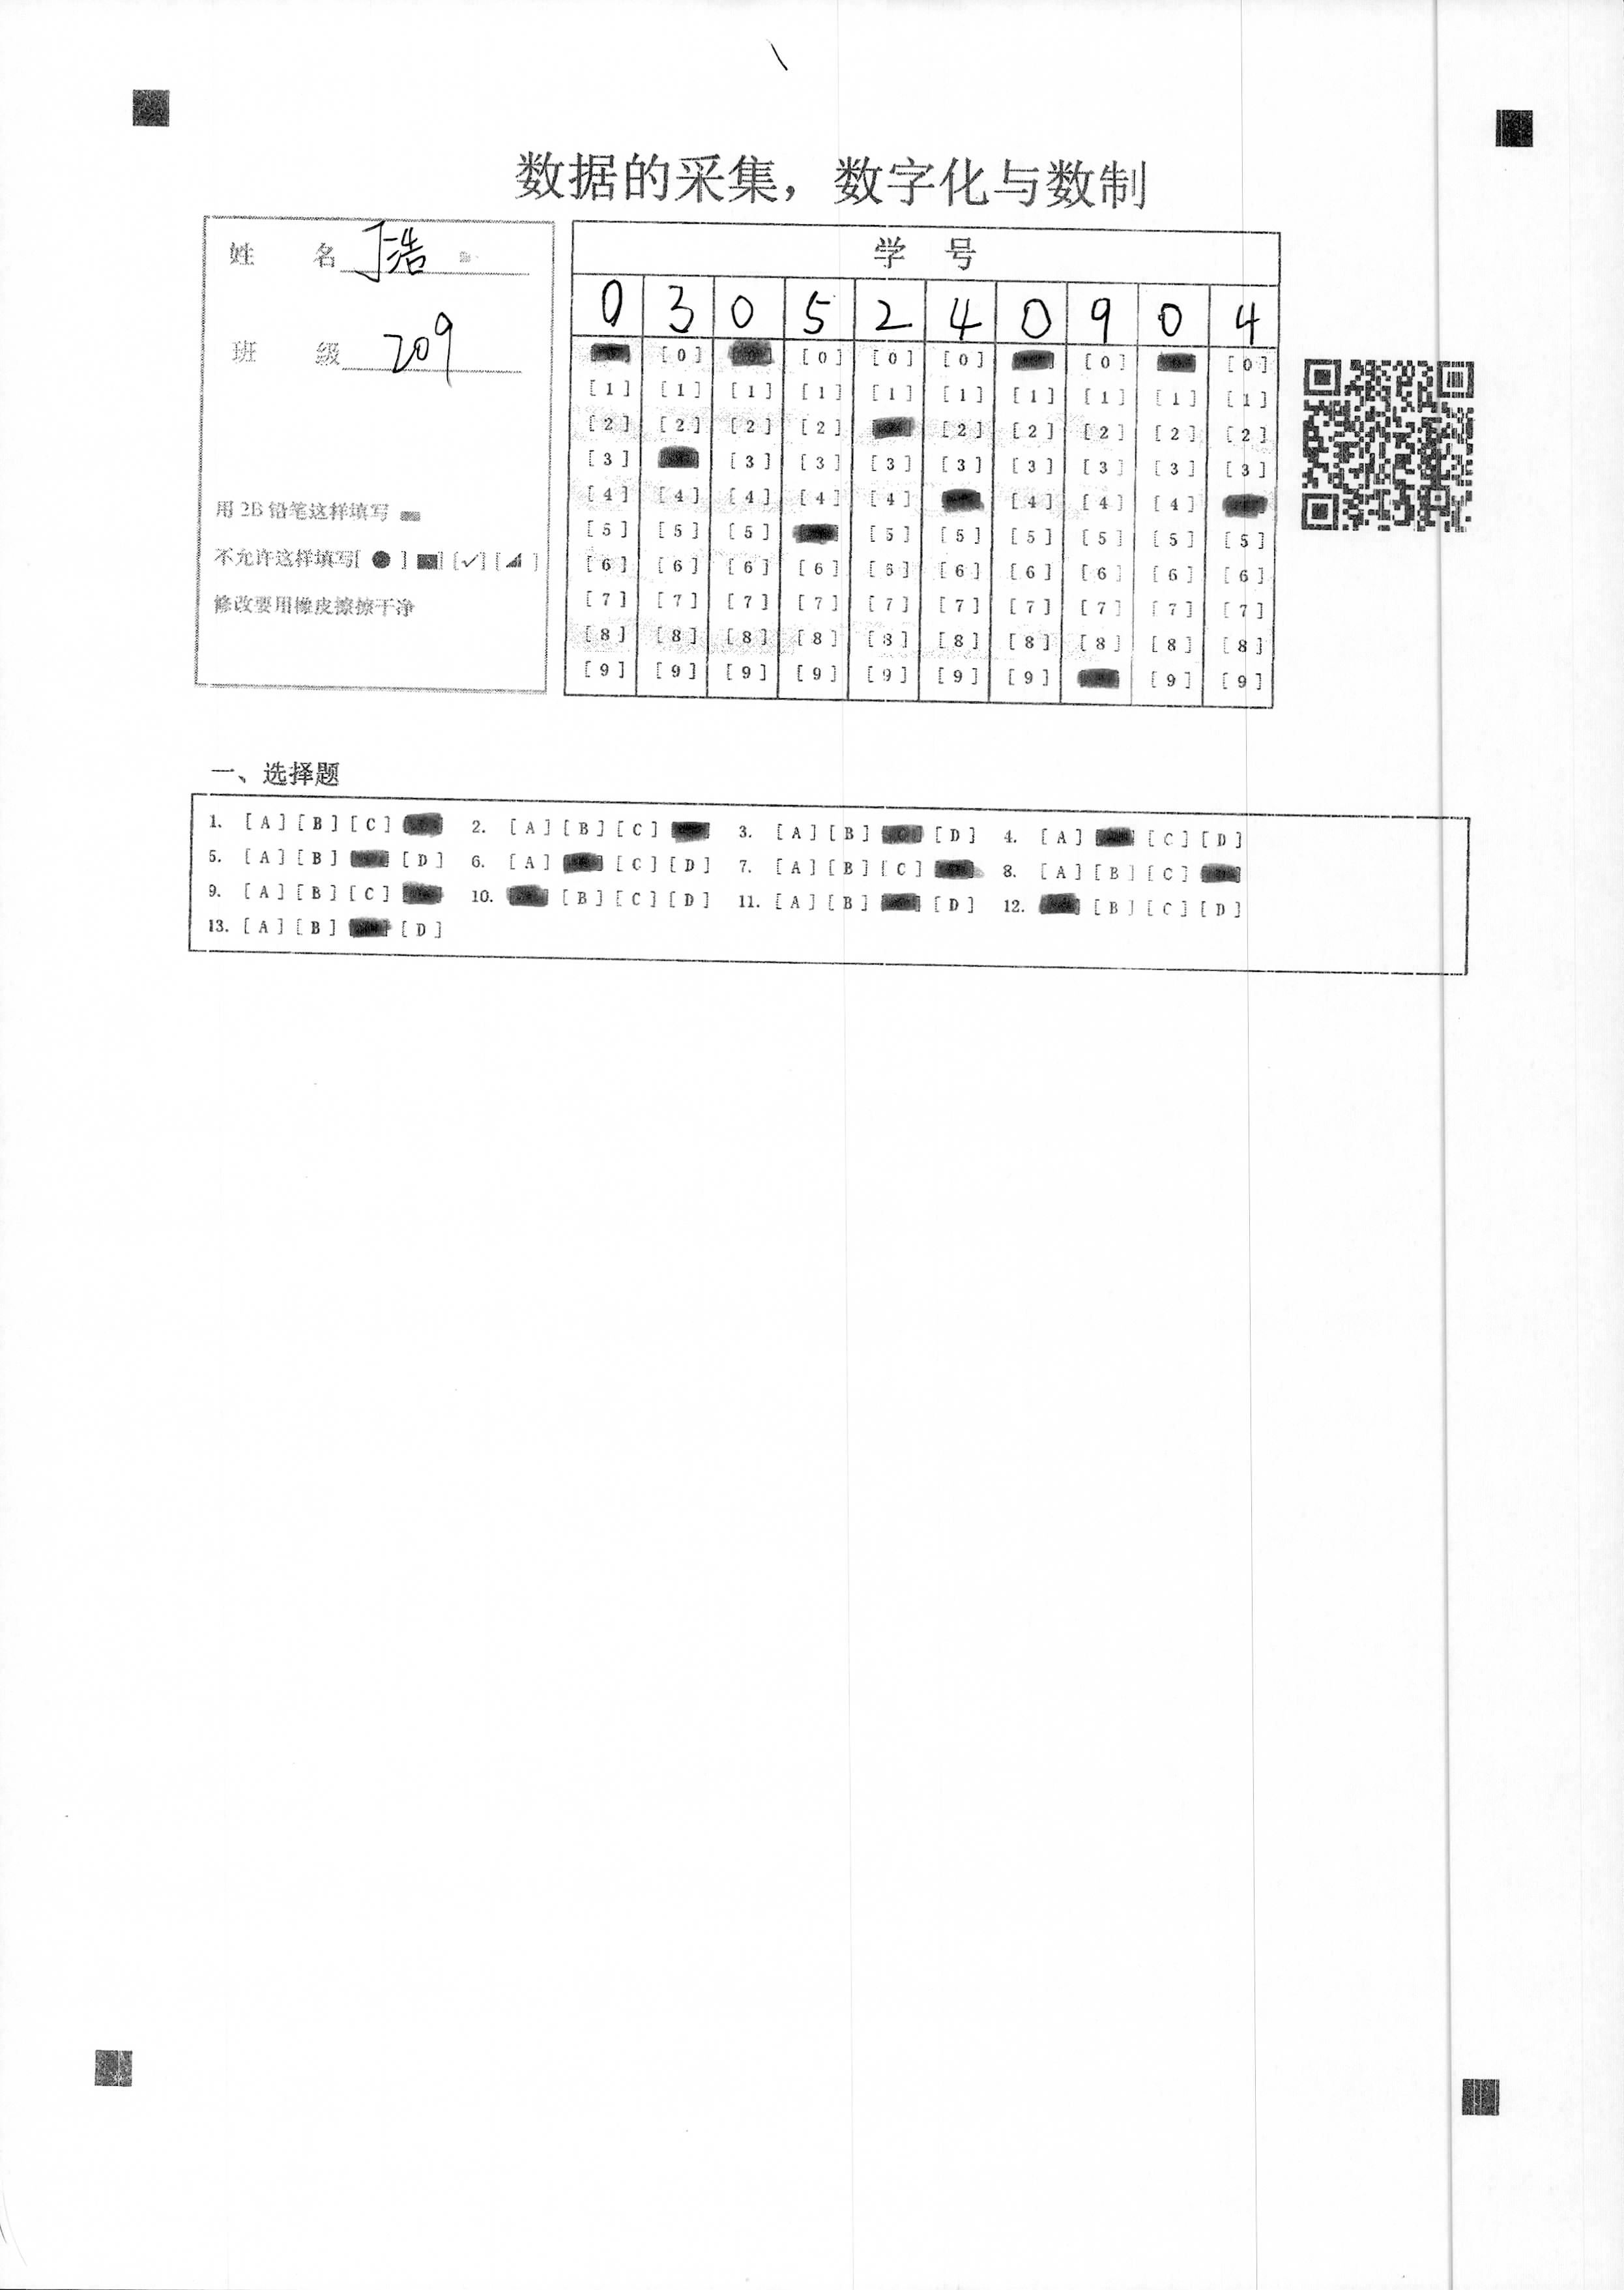 数据的采集，数字化与数制
姓 名 丁浩
班 级 209
用 2B 铅笔这样填写
不允许这样填写[ ● ] [■] [✓] [◢]
修改要用橡皮擦擦干净
学 号
0 3 0 5 2 4 0 9 0 4
[0] [0] [0] [0] [0] [0]
[1] [1] [1] [1] [1] [1] [1] [1] [1] [1]
[2] [2] [2] [2] [2] [2] [2] [2] [2]
[3] [3] [3] [3] [3] [3] [3] [3] [3]
[4] [4] [4] [4] [4] [4] [4] [4]
[5] [5] [5] [5] [5] [5] [5] [5] [5]
[6] [6] [6] [6] [6] [6] [6] [6] [6] [6]
[7] [7] [7] [7] [7] [7] [7] [7] [7] [7]
[8] [8] [8] [8] [8] [8] [8] [8] [8] [8]
[9] [9] [9] [9] [9] [9] [9] [9] [9]
一、选择题
1. [A] [B] [C] 2. [A] [B] [C] 3. [A] [B] [D] 4. [A] [C] [D]
5. [A] [B] [D] 6. [A] [C] [D] 7. [A] [B] [C] 8. [A] [B] [C]
9. [A] [B] [C] 10. [B] [C] [D] 11. [A] [B] [D] 12. [B] [C] [D]
13. [A] [B] [D]